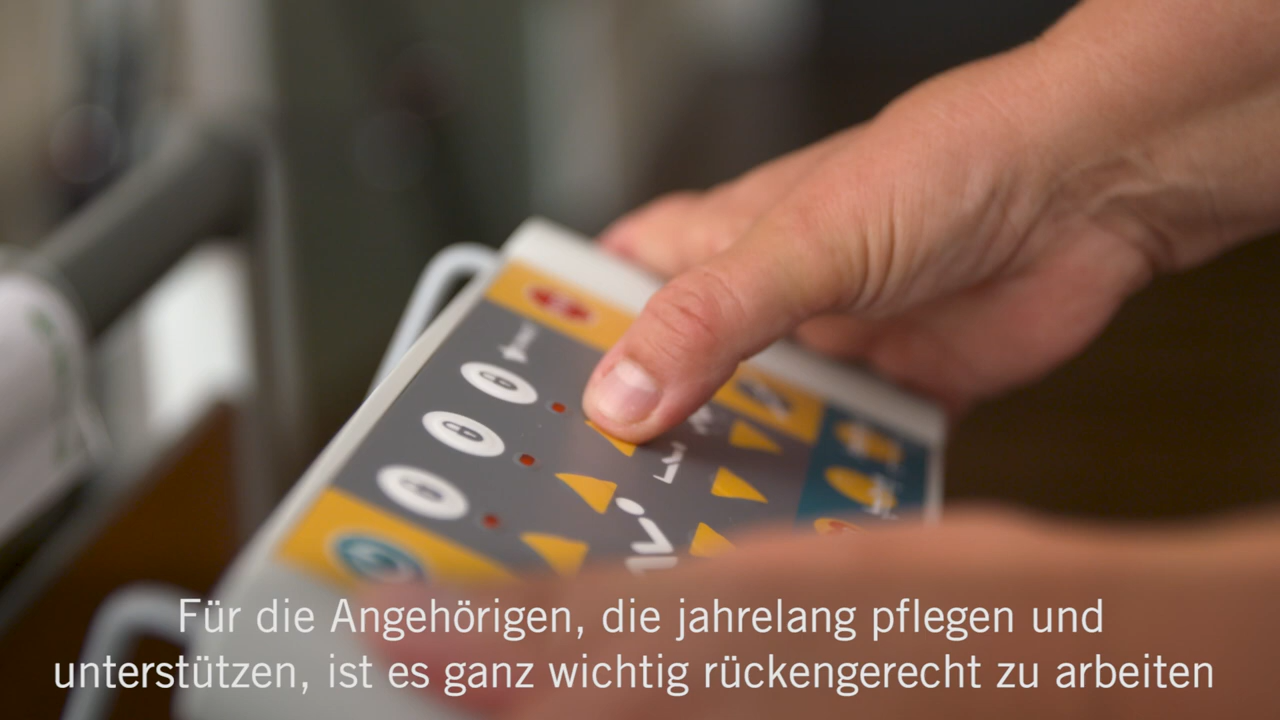 Für die Angehörigen, die jahrelang pflegen und
unterstützen, ist es ganz wichtig rückengerecht zu arbeiten